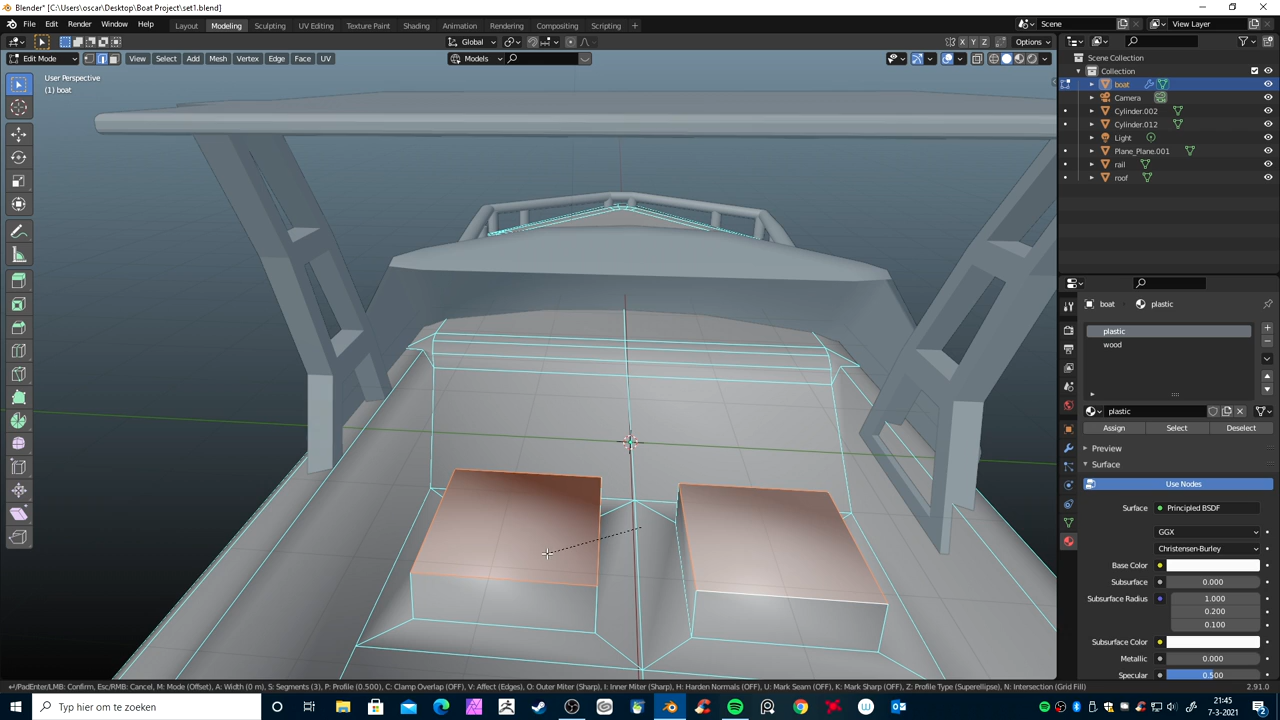 Blender* [C:\Users\oscar\Desktop\Boat Project\set1.blend]
File Edit Render Window Help Layout Modeling Sculpting UV Editing Texture Paint Shading Animation Rendering Compositing Scripting + Scene View Layer
Global X Y Z Options
Edit Mode View Select Add Mesh Vertex Edge Face UV Models
User Perspective
(1) boat
Scene Collection
Collection
boat
Camera
Cylinder.002
Cylinder.012
Light
Plane_Plane.001
rail
roof
boat plastic
plastic
wood
plastic
Assign Select Deselect
Preview
Surface
Use Nodes
Surface Principled BSDF
GGX
Christensen-Burley
Base Color
Subsurface 0.000
Subsurface Radius 1.000
0.200
0.100
Subsurface Color
Metallic 0.000
Specular 0.500
↵/PadEnter/LMB: Confirm, Esc/RMB: Cancel, M: Mode (Offset), A: Width (0 m), S: Segments (3), P: Profile (0.500), C: Clamp Overlap (OFF), V: Affect (Edges), O: Outer Miter (Sharp), I: Inner Miter (Sharp), H: Harden Normals (OFF), U: Mark Seam (OFF), K: Mark Sharp (OFF), Z: Profile Type (Superellipse), N: Intersection (Grid Fill) 2.91.0
Typ hier om te zoeken
21:45
7-3-2021